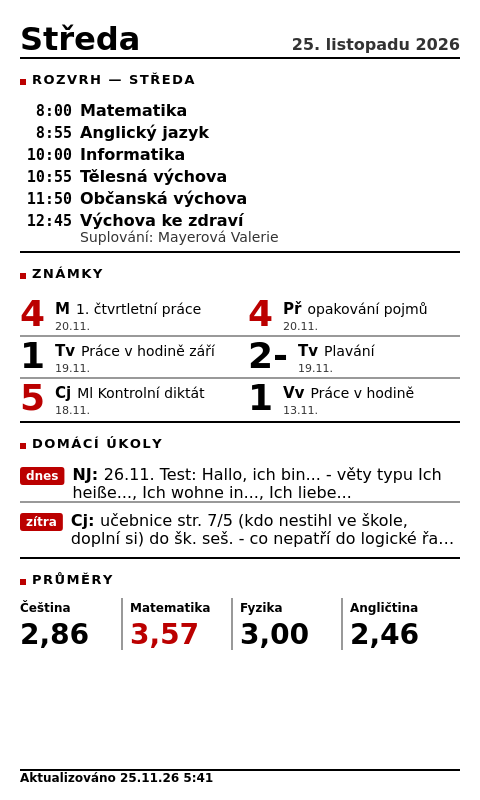 Středa 25. listopadu 2026
ROZVRH — STŘEDA
8:00 Matematika
8:55 Anglický jazyk
10:00 Informatika
10:55 Tělesná výchova
11:50 Občanská výchova
12:45 Výchova ke zdraví
Suplování: Mayerová Valerie
ZNÁMKY
4 M 1. čtvrtletní práce
20.11.
4 Př opakování pojmů
20.11.
1 Tv Práce v hodině září
19.11.
2- Tv Plavání
19.11.
5 Cj Ml Kontrolní diktát
18.11.
1 Vv Práce v hodině
13.11.
DOMÁCÍ ÚKOLY
dnes NJ: 26.11. Test: Hallo, ich bin... - věty typu Ich
heiße..., Ich wohne in..., Ich liebe...
zítra Cj: učebnice str. 7/5 (kdo nestihl ve škole,
doplní si) do šk. seš. - co nepatří do logické řa…
PRŮMĚRY
Čeština Matematika Fyzika Angličtina
2,86 3,57 3,00 2,46
Aktualizováno 25.11.26 5:41